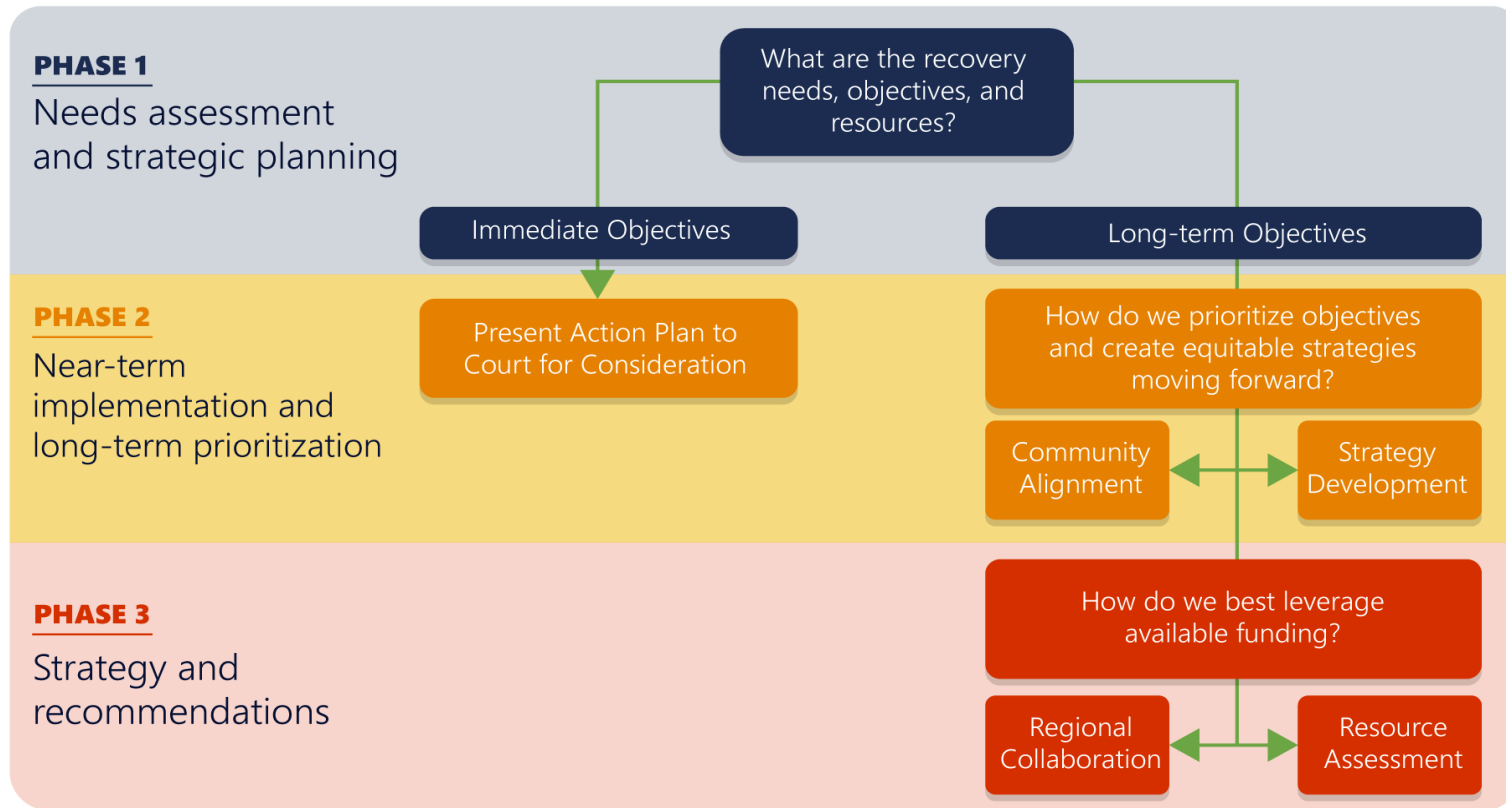 PHASE 1
Needs assessment
and strategic planning
What are the recovery
needs, objectives, and
resources?
Immediate Objectives
Long-term Objectives
PHASE 2
Near-term
implementation and
long-term prioritization
Present Action Plan to
Court for Consideration
How do we prioritize objectives
and create equitable strategies
moving forward?
Community
Alignment
Strategy
Development
PHASE 3
Strategy and
recommendations
How do we best leverage
available funding?
Regional
Collaboration
Resource
Assessment